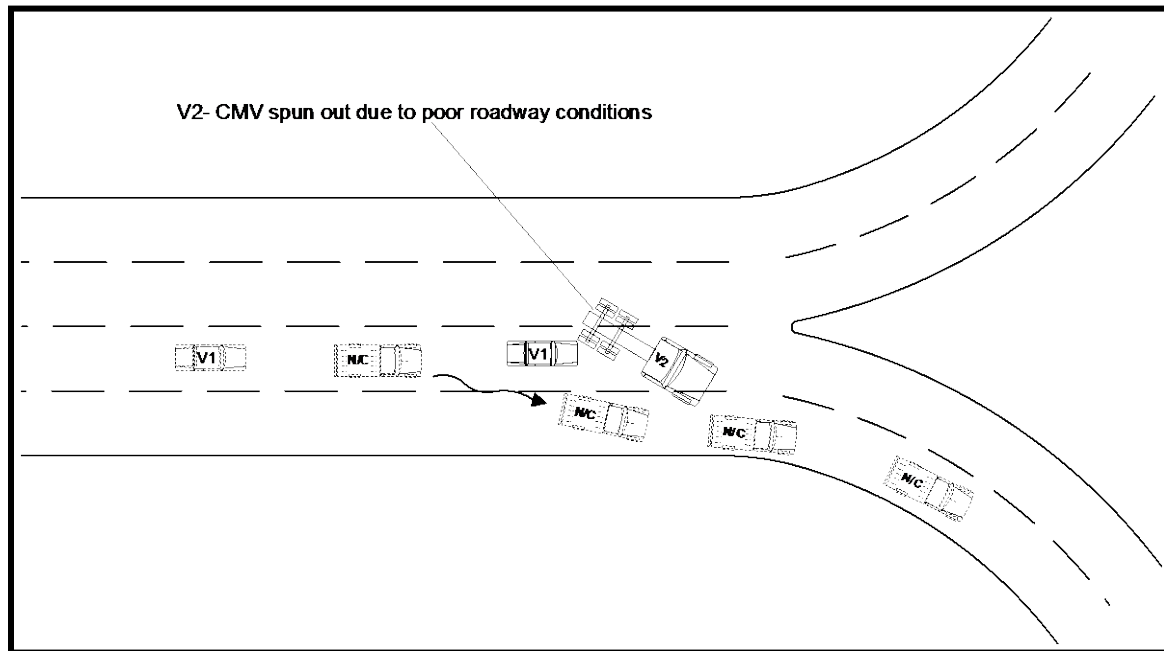 V2- CMV spun out due to poor roadway conditions
V1
N/C
V1
V2
N/C
N/C
N/C